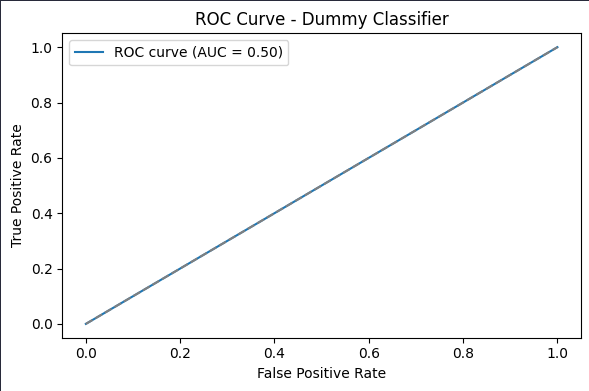 ROC Curve - Dummy Classifier
ROC curve (AUC = 0.50)
True Positive Rate
1.0
0.8
0.6
0.4
0.2
0.0
0.0 0.2 0.4 0.6 0.8 1.0
False Positive Rate